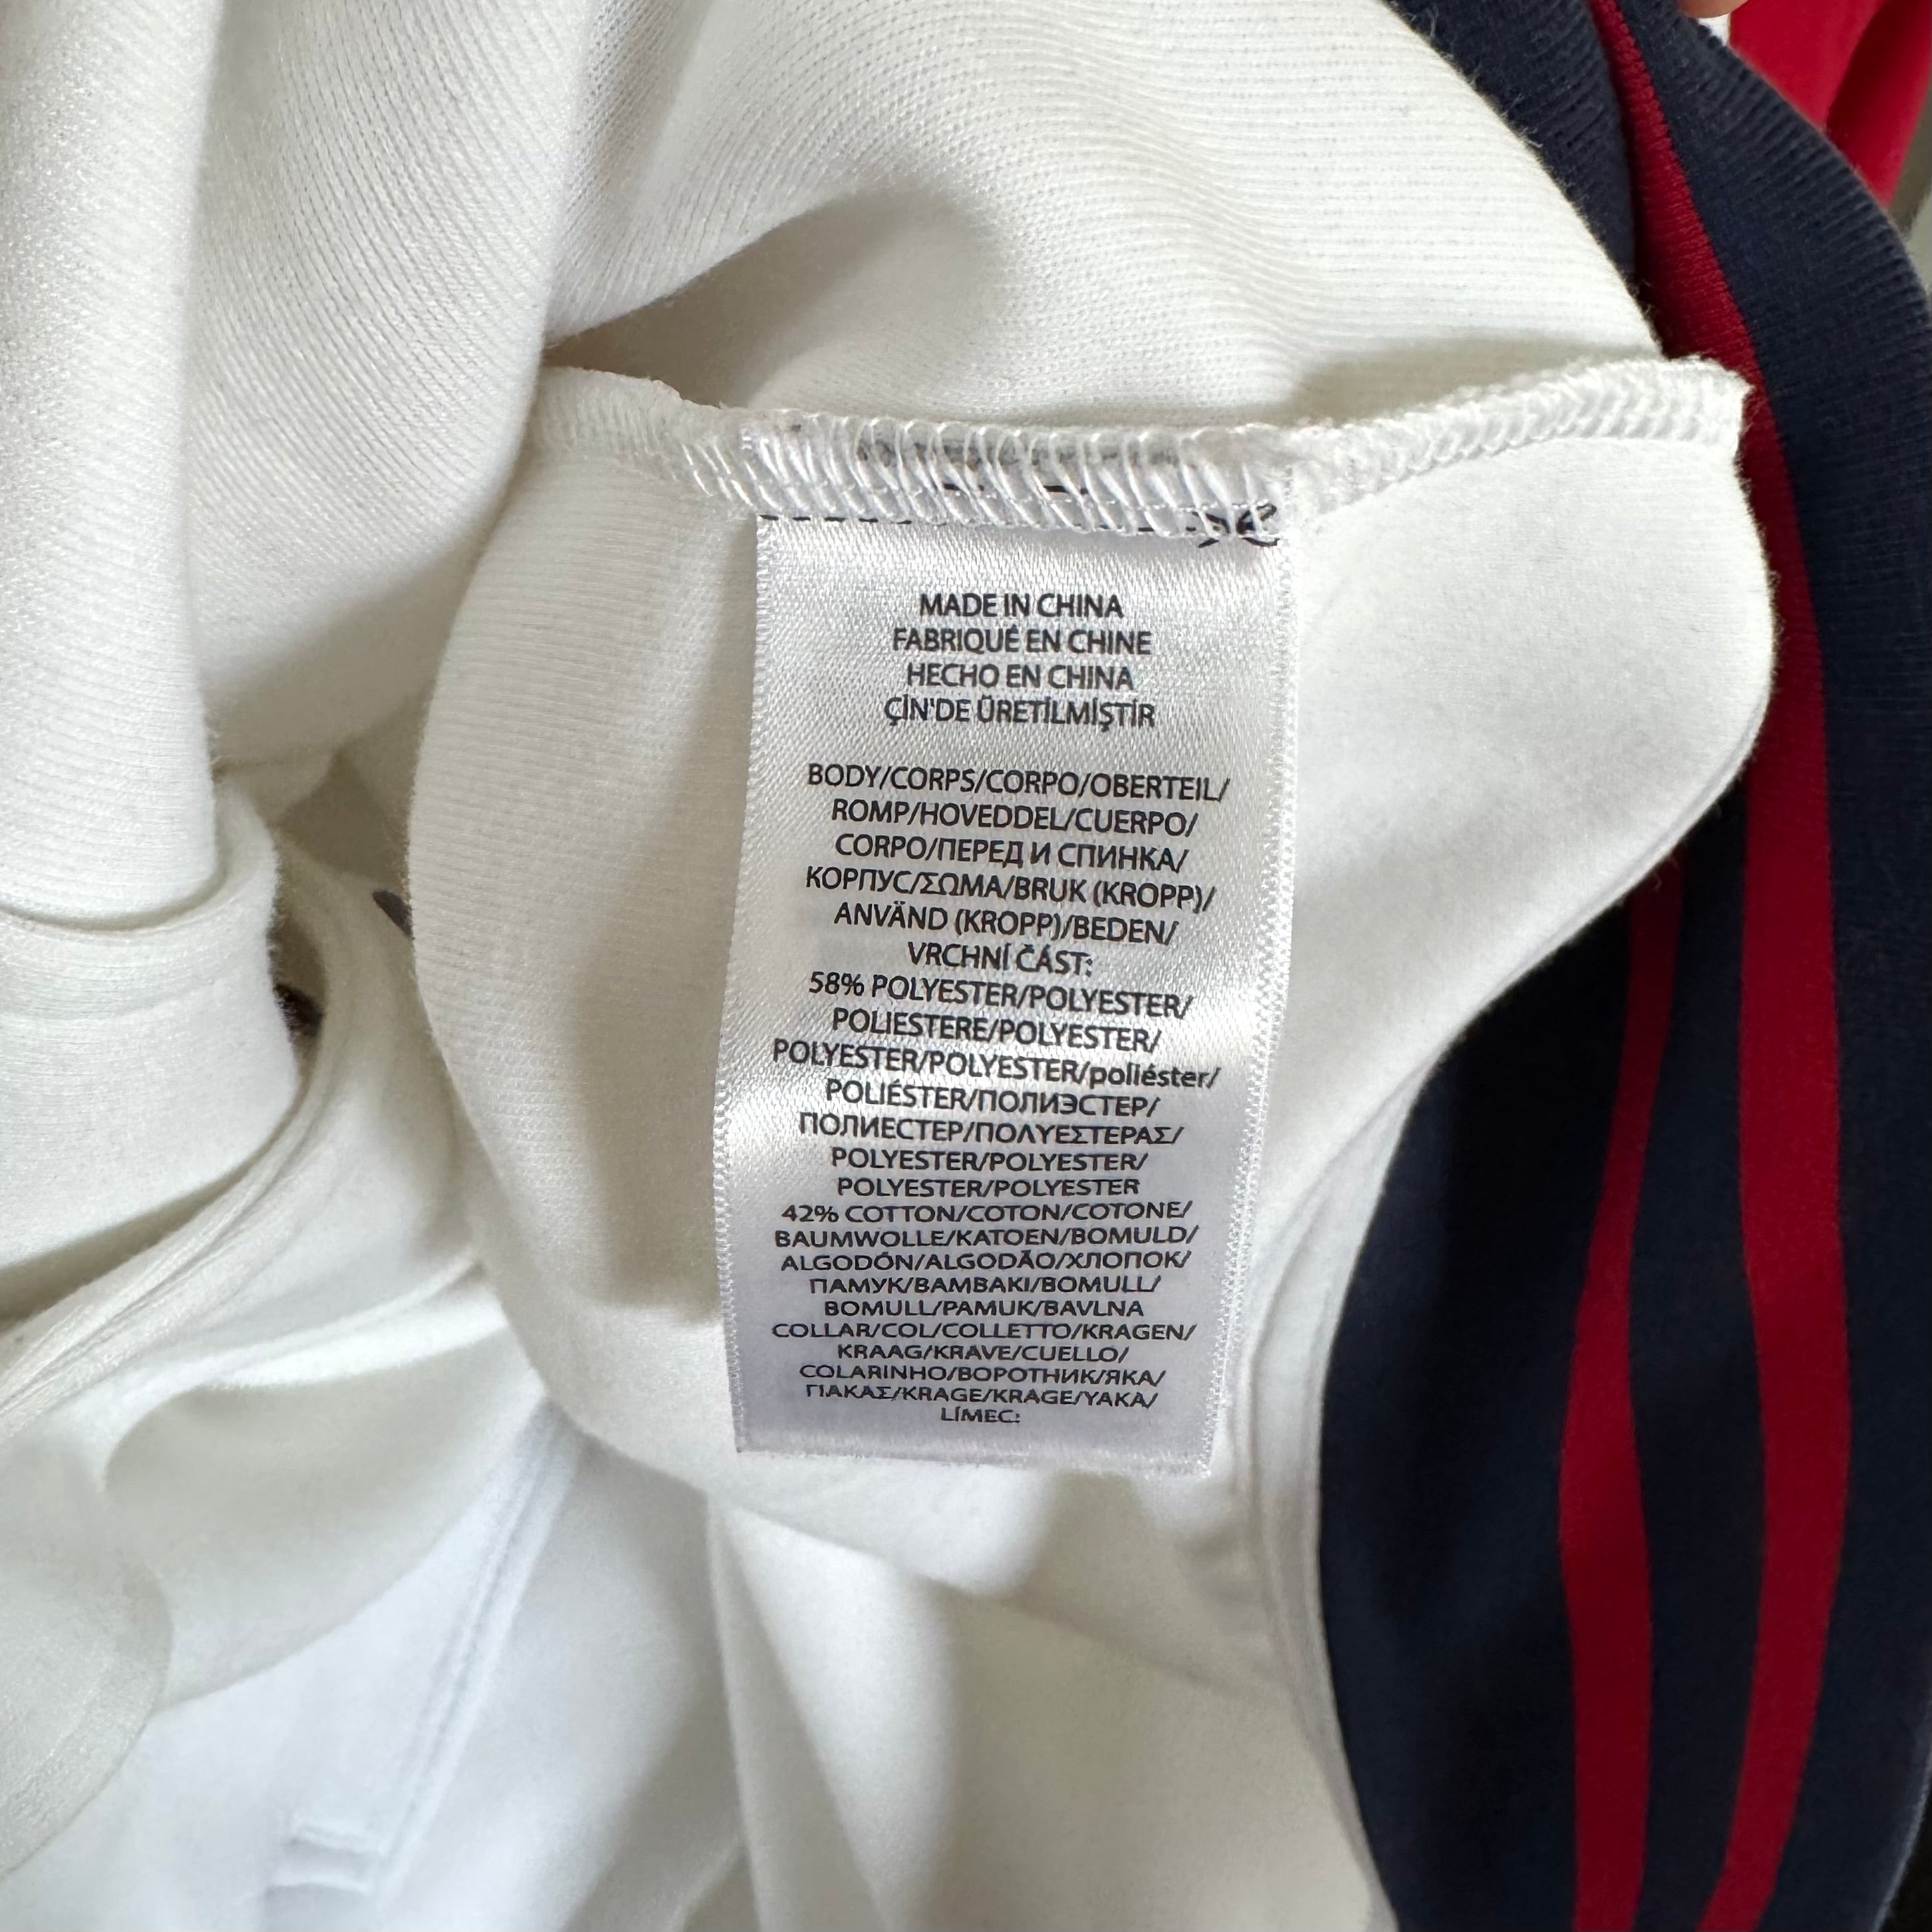 MADE IN CHINA
FABRIQUÉ EN CHINE
HECHO EN CHINA
ÇİN'DE ÜRETİLMİŞTİR
BODY/CORPS/CORPO/OBERTEIL/
ROMP/HOVEDDEL/CUERPO/
CORPO/ПЕРЕД И СПИНКА/
КОРПУС/ΣΩΜΑ/BRUK (KROPP)/
ANVÄND (KROPP)/BEDEN/
VRCHNÍ ČÁST:
58% POLYESTER/POLYESTER/
POLIESTERE/POLYESTER/
POLYESTER/POLYESTER/poliéster/
POLIÉSTER/ПОЛИЭСТЕР/
ПОЛИЕСТЕР/ΠΟΛΥΕΣΤΕΡΑΣ/
POLYESTER/POLYESTER/
POLYESTER/POLYESTER
42% COTTON/COTON/COTONE/
BAUMWOLLE/KATOEN/BOMULD/
ALGODÓN/ALGODÃO/ХЛОПОК/
ПАМУК/ΒΑΜΒΑΚΙ/BOMULL/
BOMULL/PAMUK/BAVLNA
COLLAR/COL/COLLETTO/KRAGEN/
KRAAG/KRAVE/CUELLO/
COLARINHO/ВОРОТНИК/ЯКА/
ΓΙΑΚΑΣ/KRAGE/KRAGE/YAKA/
LÍMEC: